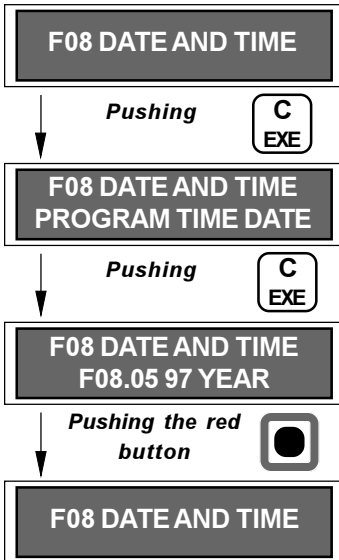 F08 DATE AND TIME
Pushing
C
EXE
F08 DATE AND TIME
PROGRAM TIME DATE
Pushing
C
EXE
F08 DATE AND TIME
F08.05 97 YEAR
Pushing the red
button
F08 DATE AND TIME